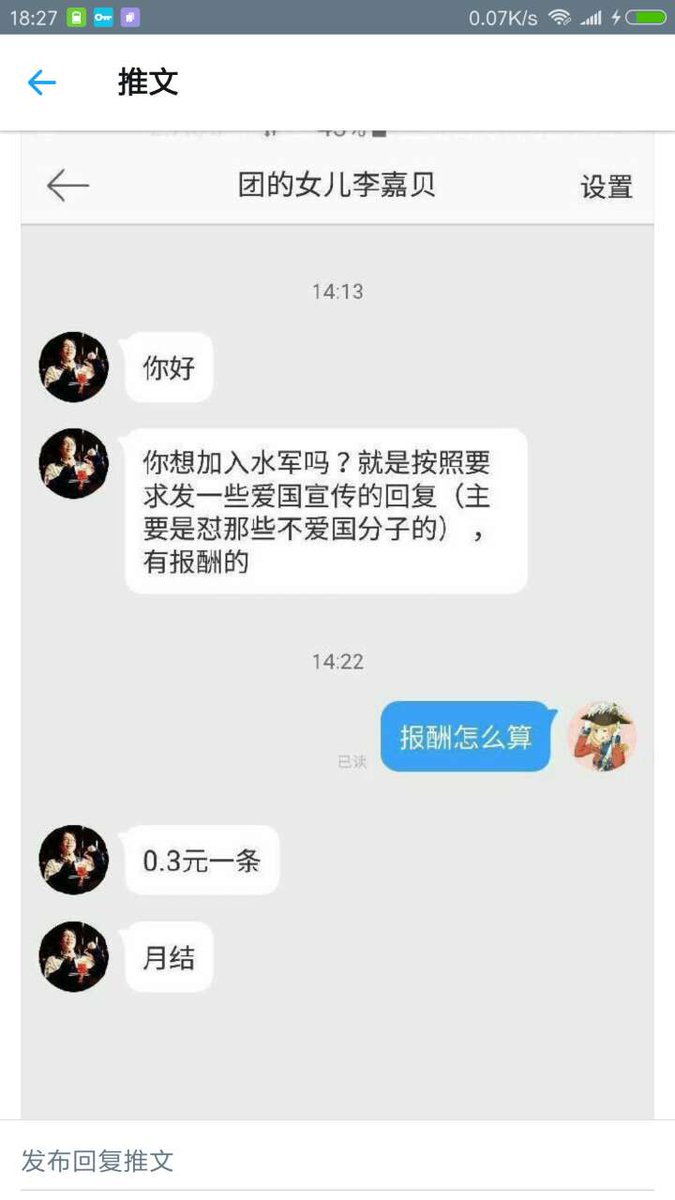 18:27
0.07K/s
推文
团的女儿李嘉贝
设置
14:13
你好
你想加入水军吗？就是按照要
求发一些爱国宣传的回复（主
要是怼那些不爱国分子的），
有报酬的
14:22
报酬怎么算
已读
0.3元一条
月结
发布回复推文